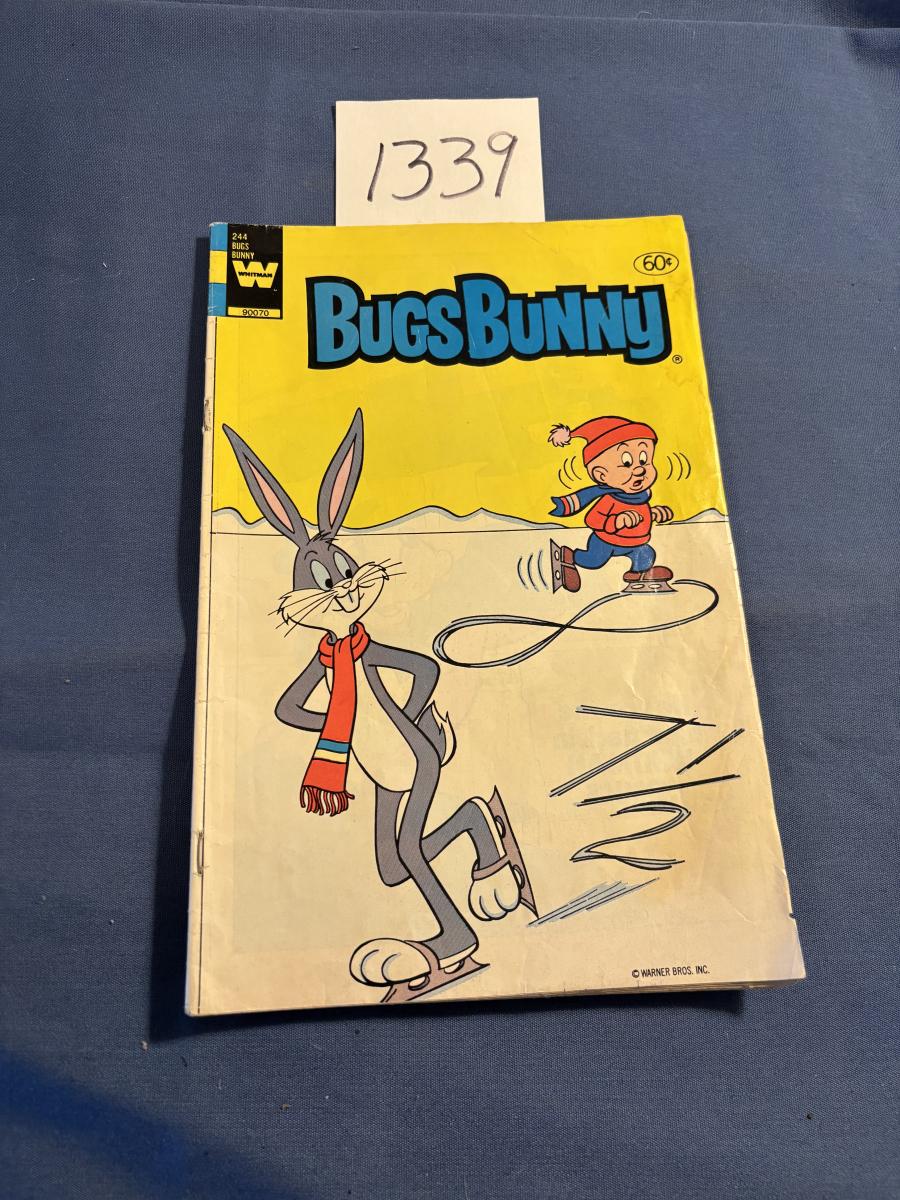 1339
244
BUGS
BUNNY
WHITMAN
90070
60¢
BUGS BUNNY
®
© WARNER BROS. INC.